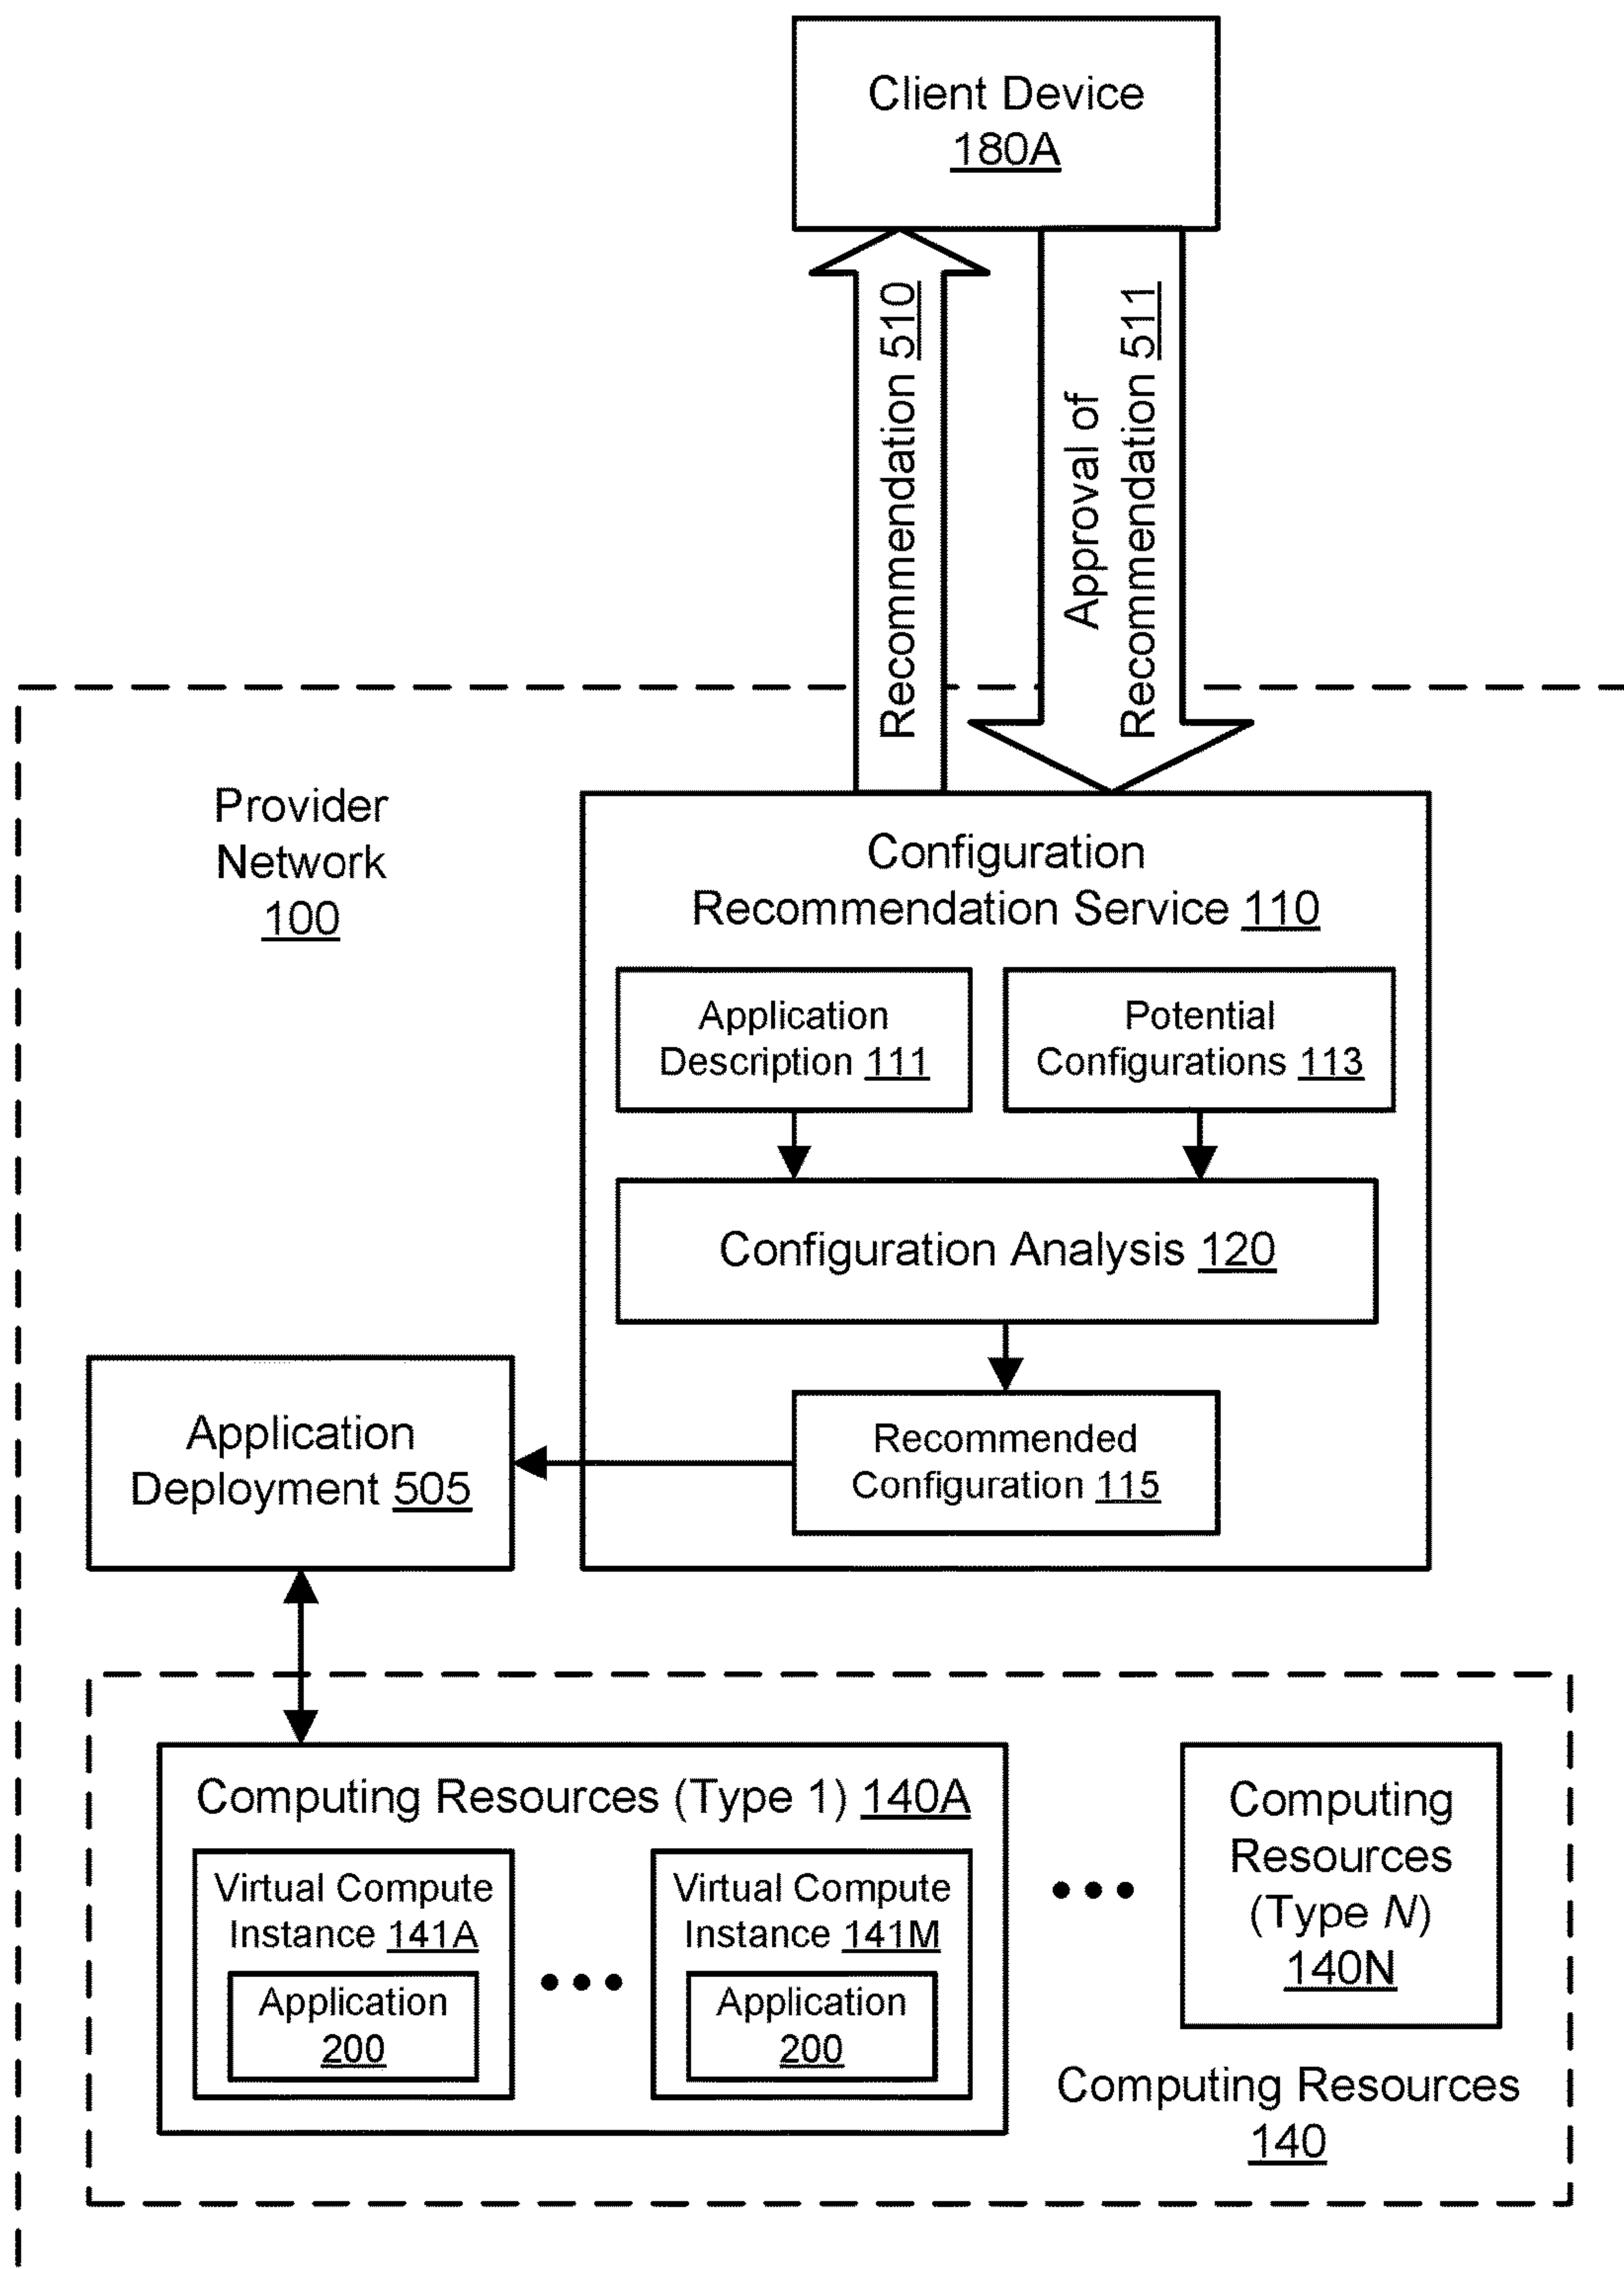 Client Device
180A
Recommendation 510
Approval of
Recommendation 511
Provider
Network
100
Configuration
Recommendation Service 110
Application
Description 111
Potential
Configurations 113
Configuration Analysis 120
Recommended
Configuration 115
Application
Deployment 505
Computing Resources (Type 1) 140A
Virtual Compute
Instance 141A
Application
200
Virtual Compute
Instance 141M
Application
200
Computing
Resources
(Type N)
140N
Computing Resources
140